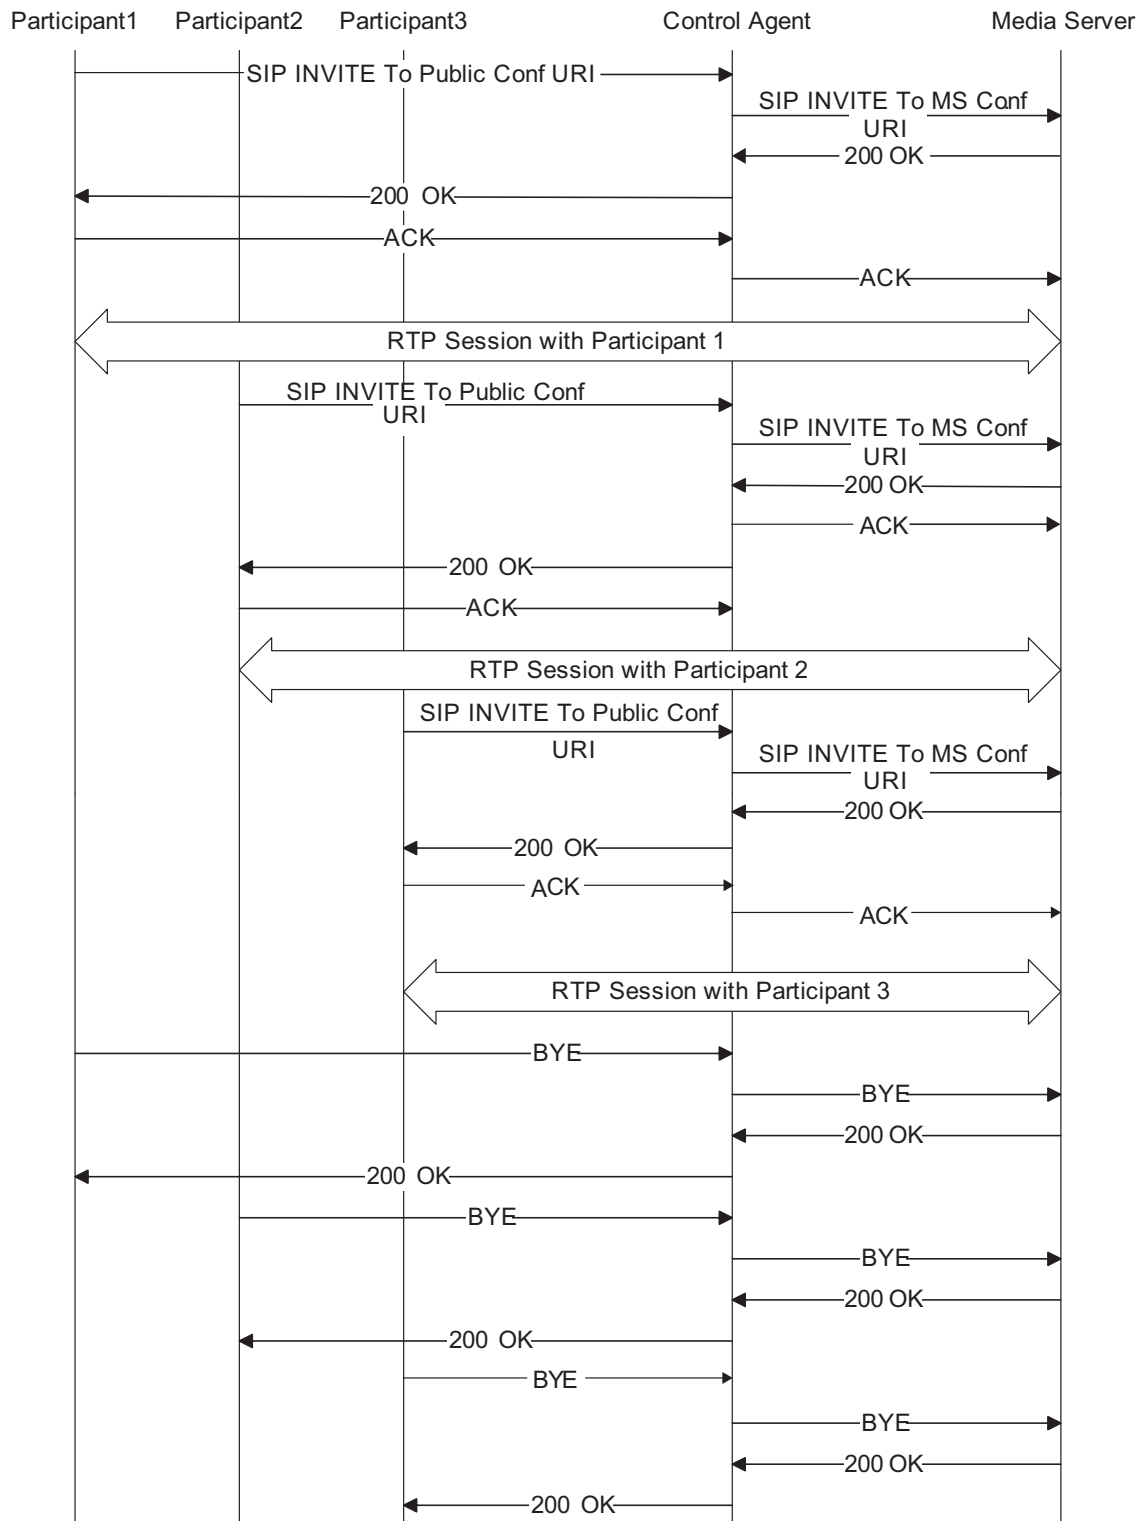 Participant1 Participant2 Participant3 Control Agent Media Server
SIP INVITE To Public Conf URI
SIP INVITE To MS Conf
URI
200 OK
200 OK
ACK
ACK
RTP Session with Participant 1
SIP INVITE To Public Conf
URI
SIP INVITE To MS Conf
URI
200 OK
ACK
200 OK
ACK
RTP Session with Participant 2
SIP INVITE To Public Conf
URI
SIP INVITE To MS Conf
URI
200 OK
200 OK
ACK
ACK
RTP Session with Participant 3
BYE
BYE
200 OK
200 OK
BYE
BYE
200 OK
200 OK
BYE
BYE
200 OK
200 OK